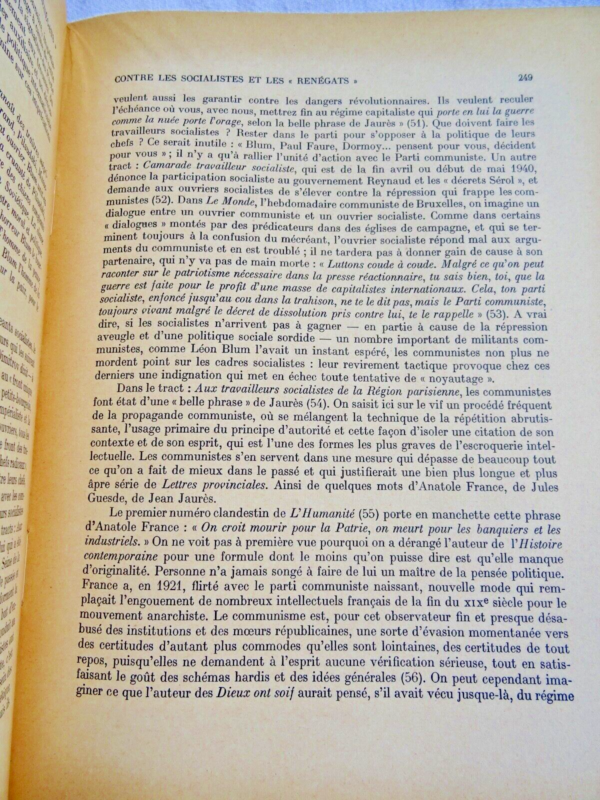 CONTRE LES SOCIALISTES ET LES « RENÉGATS » 249
veulent aussi les garantir contre les dangers révolutionnaires. Ils veulent reculer
l'échéance où vous, avec nous, mettrez fin au régime capitaliste qui porte en lui la guerre
comme la nuée porte l'orage, selon la belle phrase de Jaurès » (51). Que doivent faire les
travailleurs socialistes ? Rester dans le parti pour s'opposer à la politique de leurs
chefs ? Ce serait inutile : « Blum, Paul Faure, Dormoy... pensent pour vous, décident
pour vous » ; il n'y a qu'à rallier l'unité d'action avec le Parti communiste. Un autre
tract : Camarade travailleur socialiste, qui est de la fin avril ou début de mai 1940,
dénonce la participation socialiste au gouvernement Reynaud et les « décrets Sérol », et
demande aux ouvriers socialistes de s'élever contre la répression qui frappe les com-
munistes (52). Dans Le Monde, l'hebdomadaire communiste de Bruxelles, on imagine un
dialogue entre un ouvrier communiste et un ouvrier socialiste. Comme dans certains
« dialogues » montés par des prédicateurs dans des églises de campagne, et qui se ter-
minent toujours à la confusion du mécréant, l'ouvrier socialiste répond mal aux argu-
ments du communiste et en est troublé ; il ne tardera pas à donner gain de cause à son
partenaire, qui n'y va pas de main morte : « Luttons coude à coude. Malgré ce qu'on peut
raconter sur le patriotisme nécessaire dans la presse réactionnaire, tu sais bien, toi, que la
guerre est faite pour le profit d'une masse de capitalistes internationaux. Cela, ton parti
socialiste, enfoncé jusqu'au cou dans la trahison, ne te le dit pas, mais le Parti communiste,
toujours vivant malgré le décret de dissolution pris contre lui, te le rappelle » (53). A vrai
dire, si les socialistes n'arrivent pas à gagner — en partie à cause de la répression
aveugle et d'une politique sociale sordide — un nombre important de militants com-
munistes, comme Léon Blum l'avait un instant espéré, les communistes non plus ne
mordent point sur les cadres socialistes : leur revirement tactique provoque chez ces
derniers une indignation qui met en échec toute tentative de « noyautage ».
Dans le tract : Aux travailleurs socialistes de la Région parisienne, les communistes
font état d'une « belle phrase » de Jaurès (54). On saisit ici sur le vif un procédé fréquent
de la propagande communiste, où se mélangent la technique de la répétition abrutis-
sante, l'usage primaire du principe d'autorité et cette façon d'isoler une citation de son
contexte et de son esprit, qui est l'une des formes les plus graves de l'escroquerie intel-
lectuelle. Les communistes s'en servent dans une mesure qui dépasse de beaucoup tout
ce qu'on a fait de mieux dans le passé et qui justifierait une bien plus longue et plus
âpre série de Lettres provinciales. Ainsi de quelques mots d'Anatole France, de Jules
Guesde, de Jean Jaurès.
Le premier numéro clandestin de L'Humanité (55) porte en manchette cette phrase
d'Anatole France : « On croit mourir pour la Patrie, on meurt pour les banquiers et les
industriels. » On ne voit pas à première vue pourquoi on a dérangé l'auteur de l'Histoire
contemporaine pour une formule dont le moins qu'on puisse dire est qu'elle manque
d'originalité. Personne n'a jamais songé à faire de lui un maître de la pensée politique.
France a, en 1921, flirté avec le parti communiste naissant, nouvelle mode qui rem-
plaçait l'engouement de nombreux intellectuels français de la fin du XIXe siècle pour le
mouvement anarchiste. Le communisme est, pour cet observateur fin et presque désa-
busé des institutions et des mœurs républicaines, une sorte d'évasion momentanée vers
des certitudes d'autant plus commodes qu'elles sont lointaines, des certitudes de tout
repos, puisqu'elles ne demandent à l'esprit aucune vérification sérieuse, tout en satis-
faisant le goût des schémas hardis et des idées générales (56). On peut cependant ima-
giner ce que l'auteur des Dieux ont soif aurait pensé, s'il avait vécu jusque-là, du régime